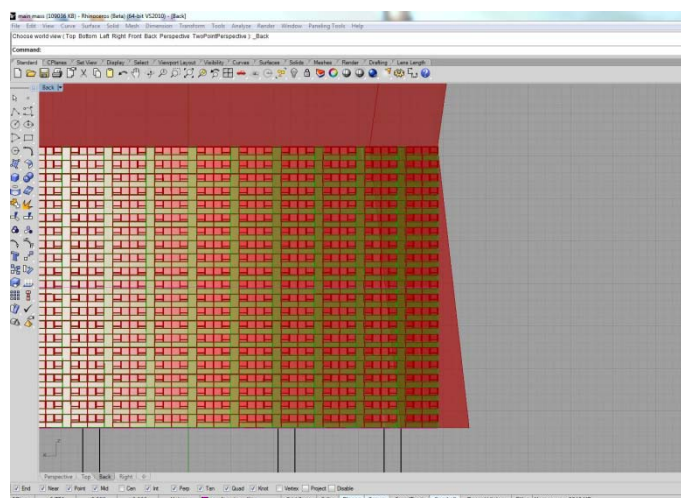 main mass (109036 KB) - Rhinoceros (Beta) (64-bit VS2010) - [Back]
File Edit View Curve Surface Solid Mesh Dimension Transform Tools Analyze Render Window Paneling Tools Help
Choose world view ( Top Bottom Left Right Front Back Perspective TwoPointPerspective ): _Back
Command:
Standard CPlanes Set View Display Select Viewport Layout Visibility Curves Surfaces Solids Meshes Render Drafting Lens Length
Back
Perspective Top Back Right
End Near Point Mid Cen Int Perp Tan Quad Knot Vertex Project Disable